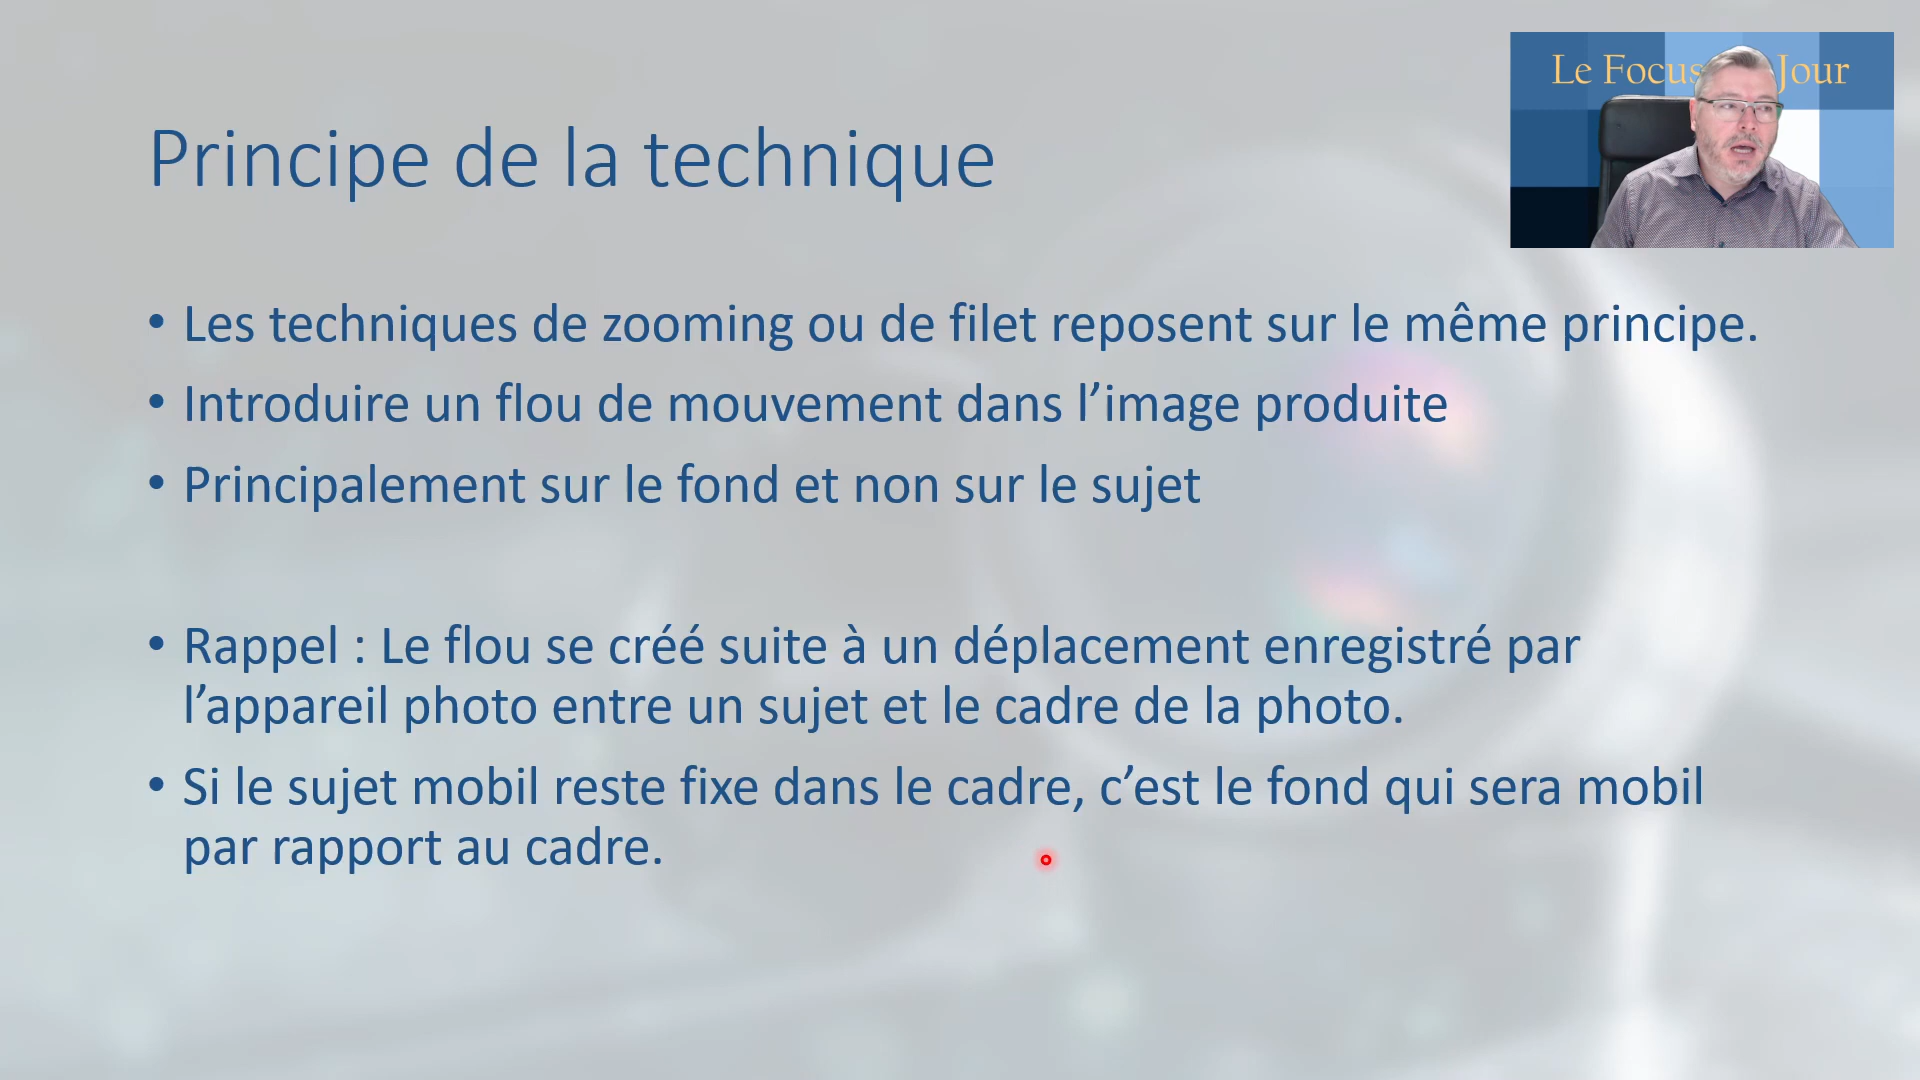 Le Focus Jour
Principe de la technique
• Les techniques de zooming ou de filet reposent sur le même principe.
• Introduire un flou de mouvement dans l’image produite
• Principalement sur le fond et non sur le sujet
• Rappel : Le flou se créé suite à un déplacement enregistré par
l’appareil photo entre un sujet et le cadre de la photo.
• Si le sujet mobil reste fixe dans le cadre, c’est le fond qui sera mobil
par rapport au cadre.